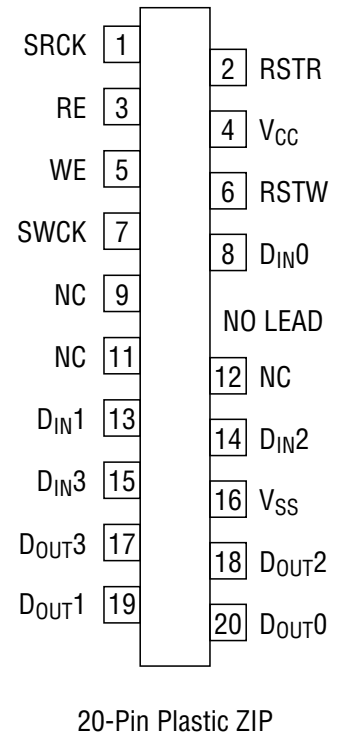 SRCK 1
2 RSTR
RE 3
4 VCC
WE 5
6 RSTW
SWCK 7
8 DIN0
NC 9
NO LEAD
NC 11
12 NC
DIN1 13
14 DIN2
DIN3 15
16 VSS
DOUT3 17
18 DOUT2
DOUT1 19
20 DOUT0
20-Pin Plastic ZIP